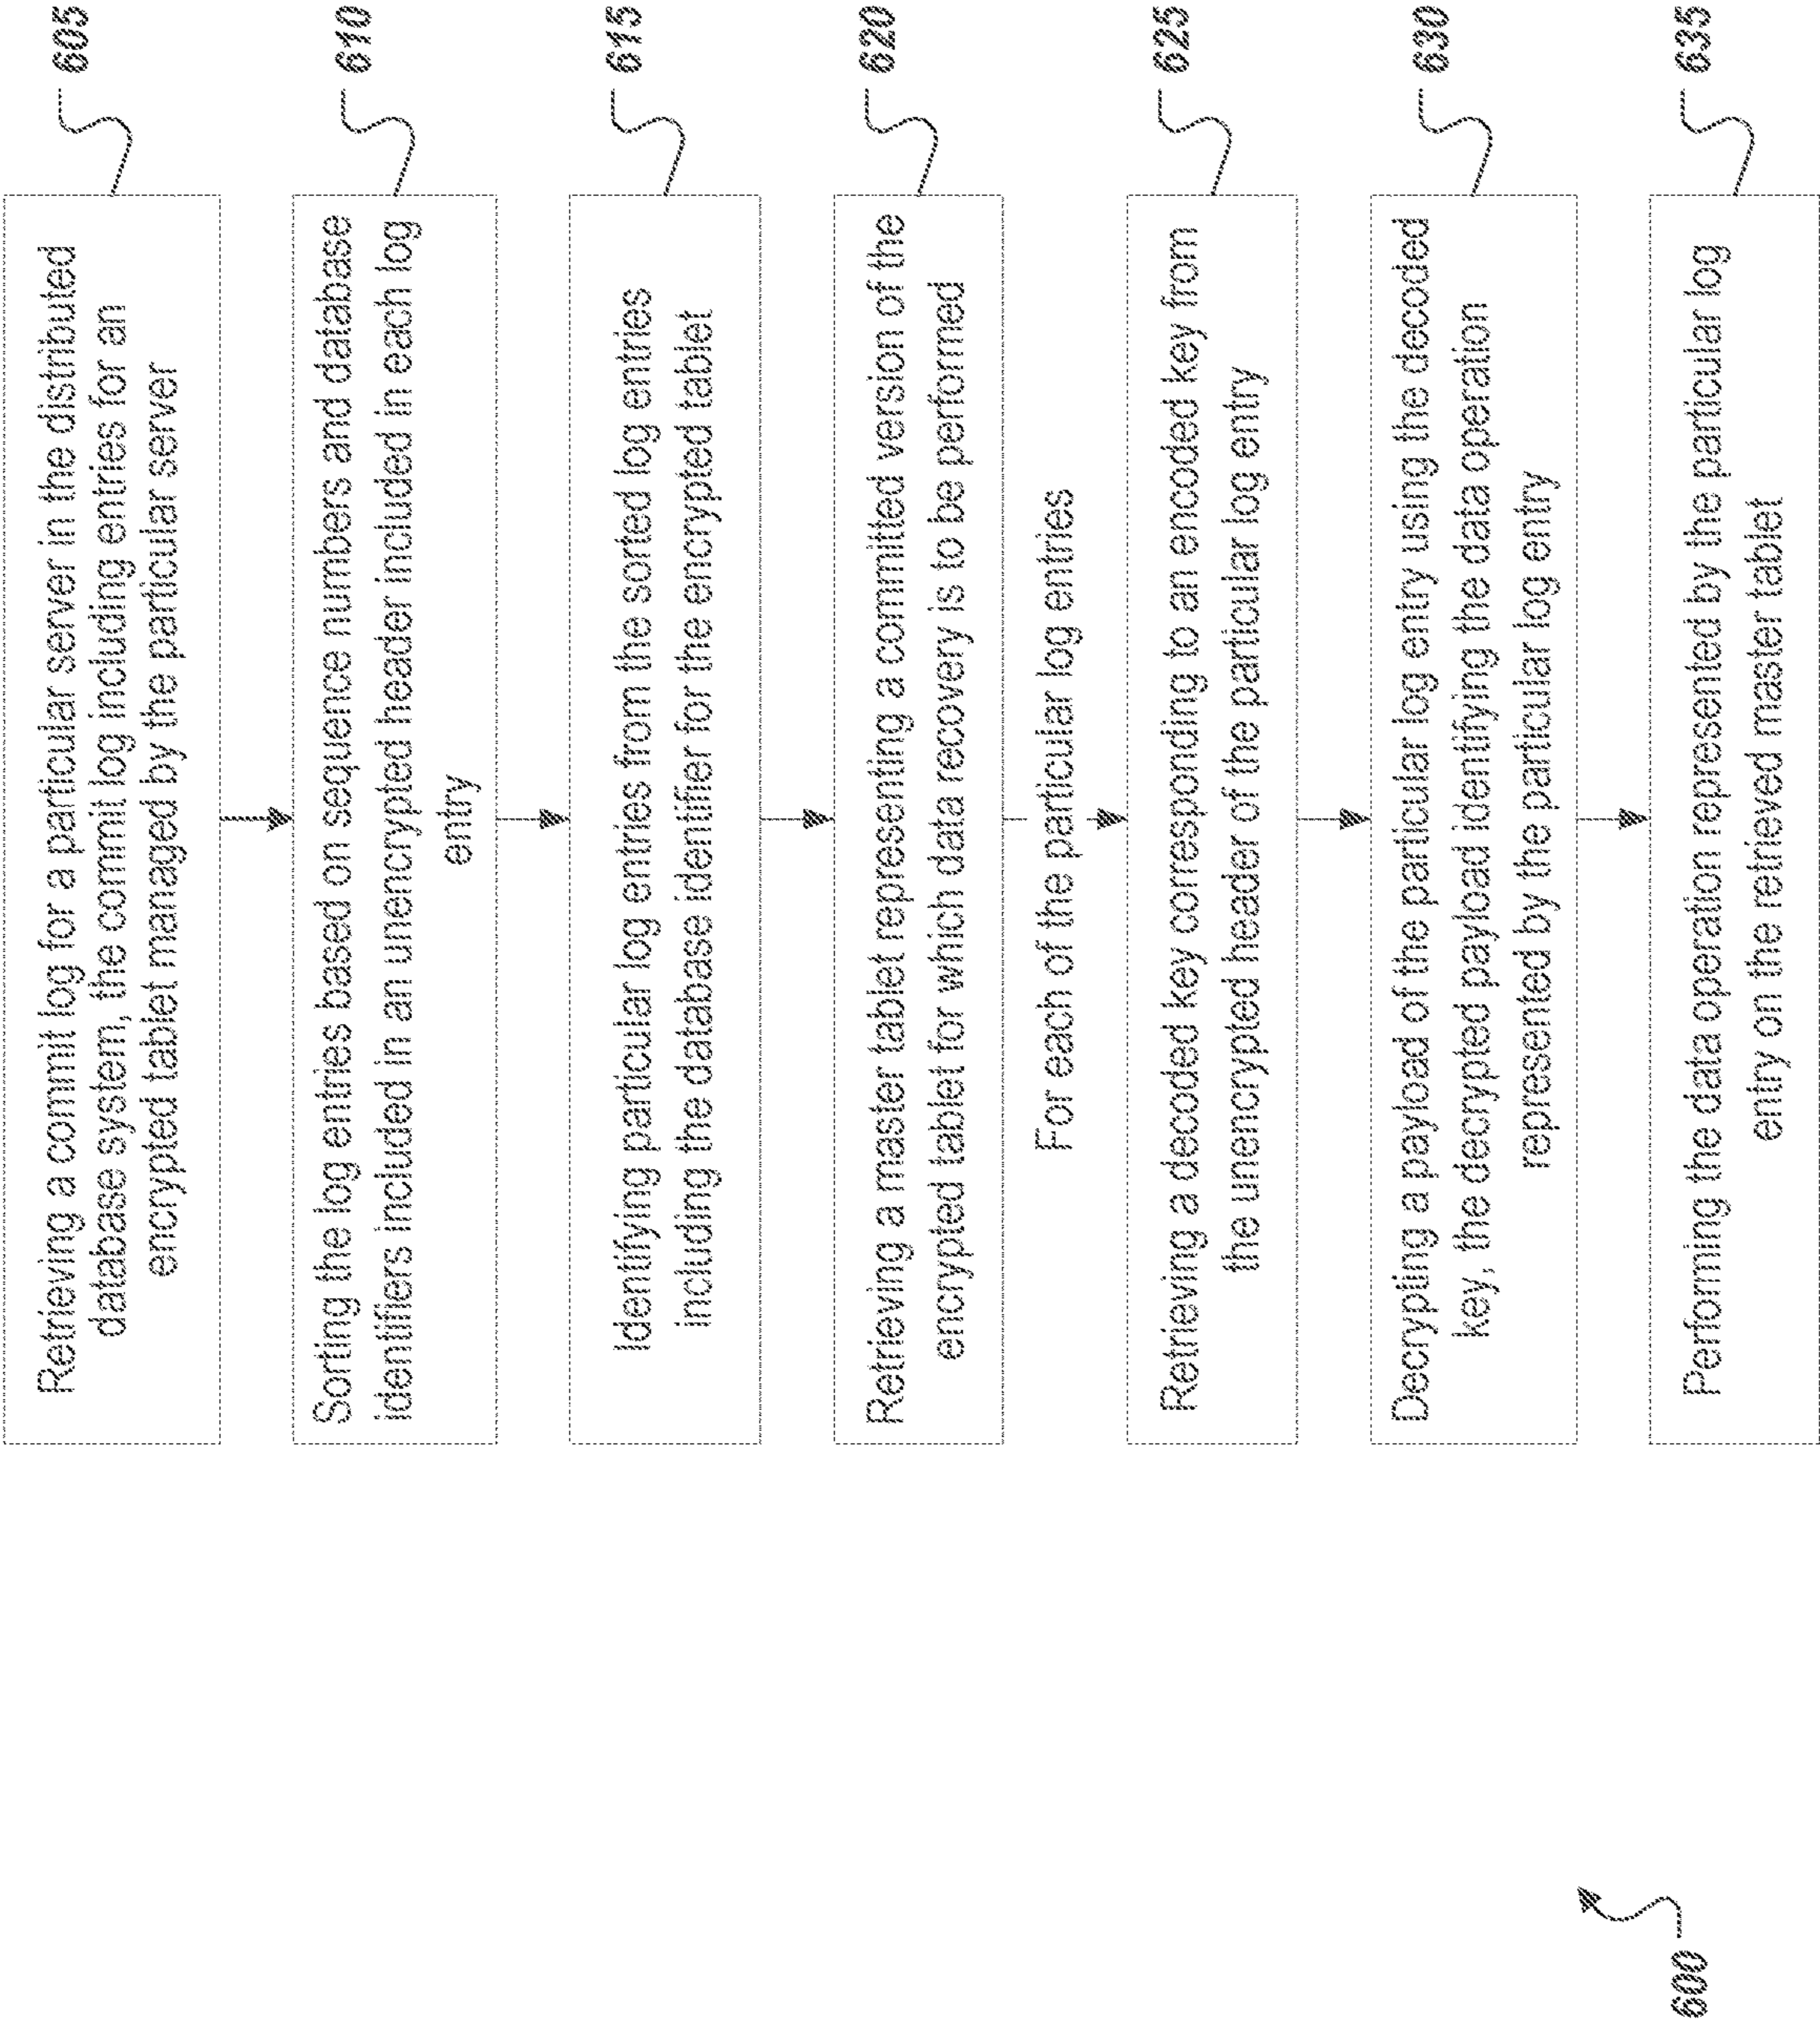 Retrieving a commit log for a particular server in the distributed
database system, the commit log including entries for an
encrypted tablet managed by the particular server
605
Sorting the log entries based on sequence numbers and database
identifiers included in an unencrypted header included in each log
entry
610
Identifying particular log entries from the sorted log entries
including the database identifier for the encrypted tablet
615
Retrieving a master tablet representing a committed version of the
encrypted tablet for which data recovery is to be performed
620
For each of the particular log entries
Retrieving a decoded key corresponding to an encoded key from
the unencrypted header of the particular log entry
625
Decrypting a payload of the particular log entry using the decoded
key, the decrypted payload identifying the data operation
represented by the particular log entry
630
Performing the data operation represented by the particular log
entry on the retrieved master tablet
635
600